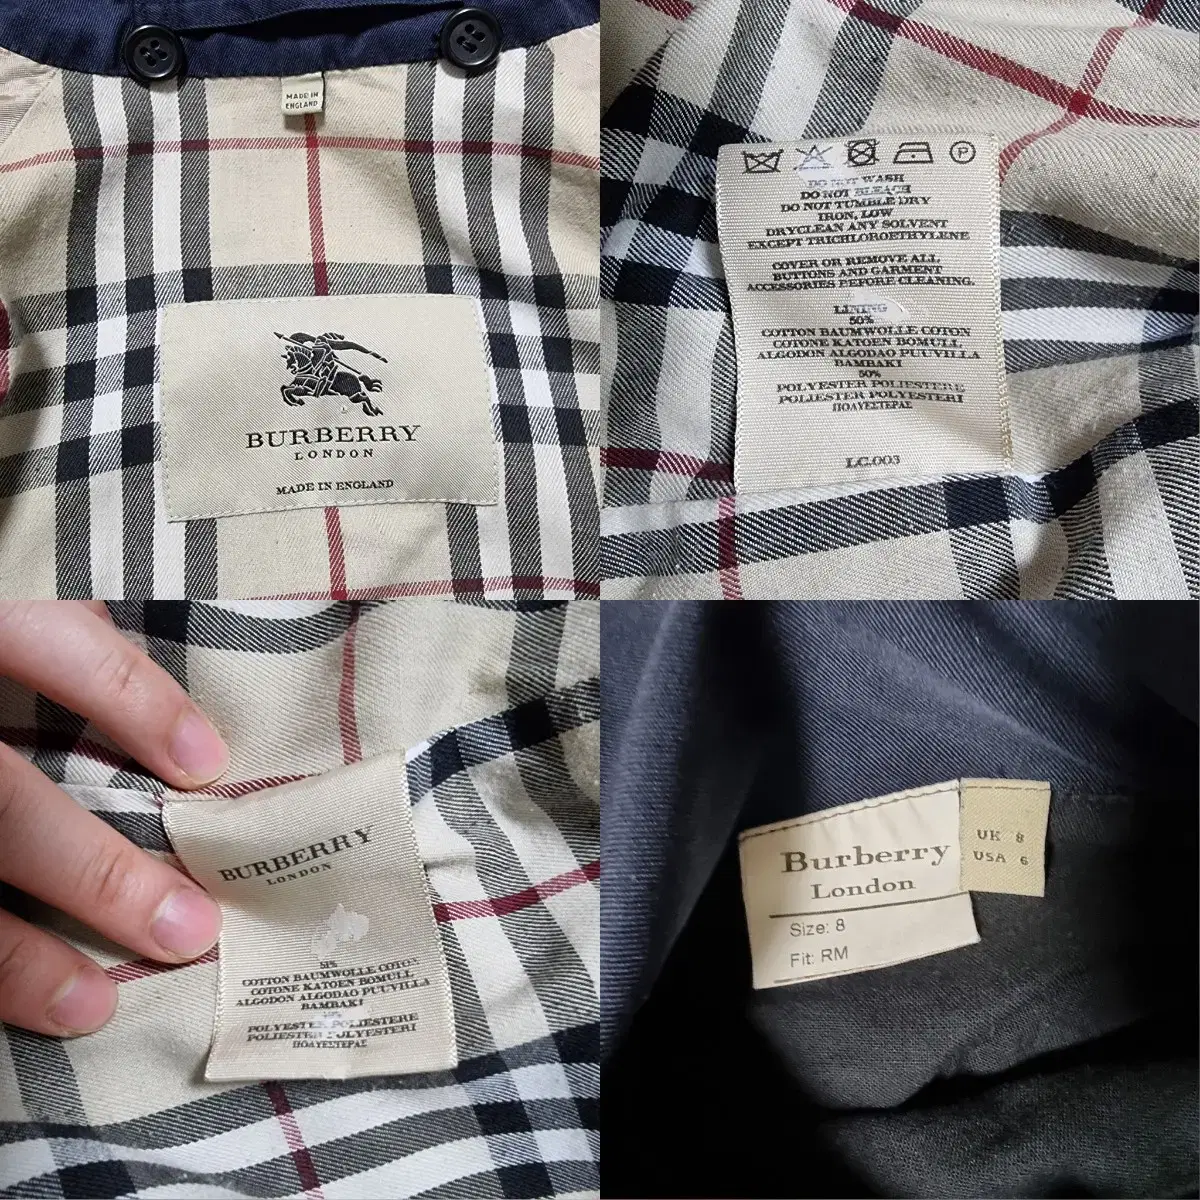 MADE IN
ENGLAND
BURBERRY
LONDON
MADE IN ENGLAND
P
DO NOT WASH
DO NOT BLEACH
DO NOT TUMBLE DRY
IRON, LOW
DRYCLEAN ANY SOLVENT
EXCEPT TRICHLOROETHYLENE
COVER OR REMOVE ALL
BUTTONS AND GARMENT
ACCESSORIES BEFORE CLEANING.
LINING
50%
COTTON BAUMWOLLE COTON
COTONE KATOEN BOMULL
ALGODON ALGODAO PUUVILLA
BAMBAKI
50%
POLYESTER POLIESTERE
POLIESTER POLYESTERI
ΠΟΛΥΕΣΤΕΡΑΣ
LC.003
BURBERRY
LONDON
51%
COTTON BAUMWOLLE COTON
COTONE KATOEN BOMULL
ALGODON ALGODAO PUUVILLA
BAMBAKI
POLYESTER POLIESTERE
POLIESTER POLYESTERI
ΠΟΛΥΕΣΤΕΡΑΣ
Burberry
London
Size: 8
Fit: RM
UK 8
USA 6